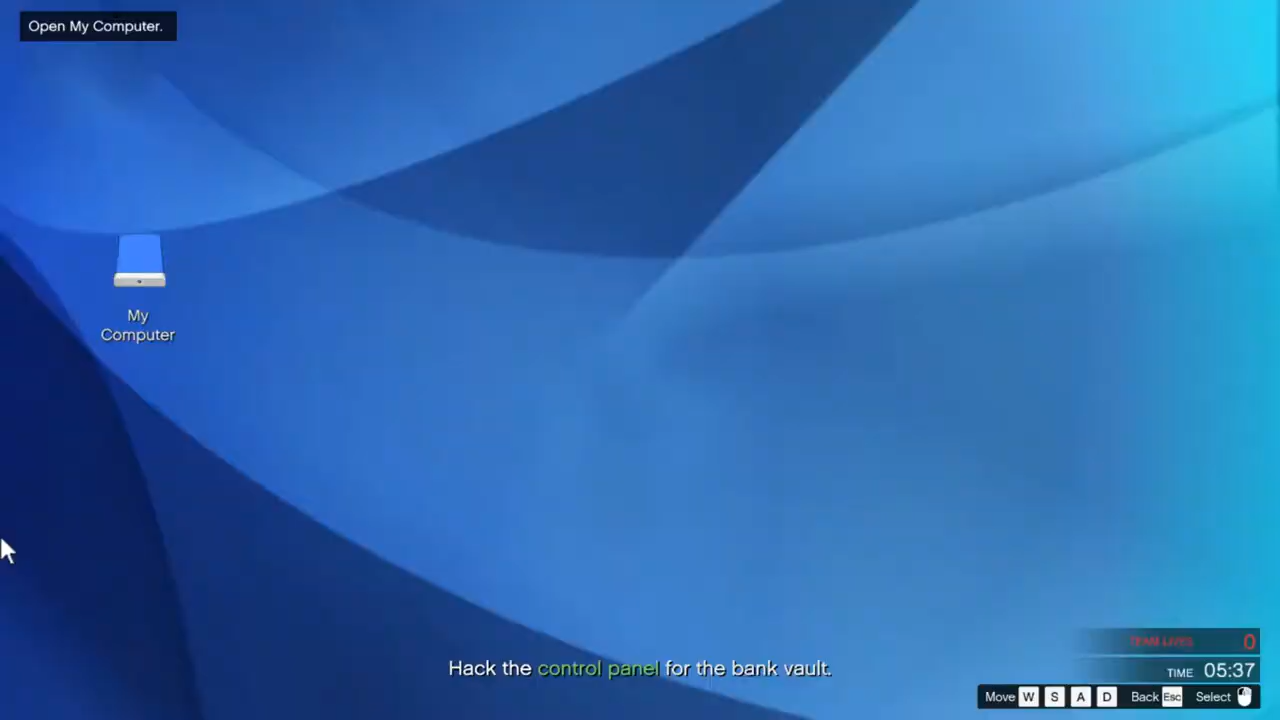 Open My Computer.
My
Computer
Hack the control panel for the bank vault.
TEAM LIVES 0
TIME 05:37
Move W S A D Back Esc Select